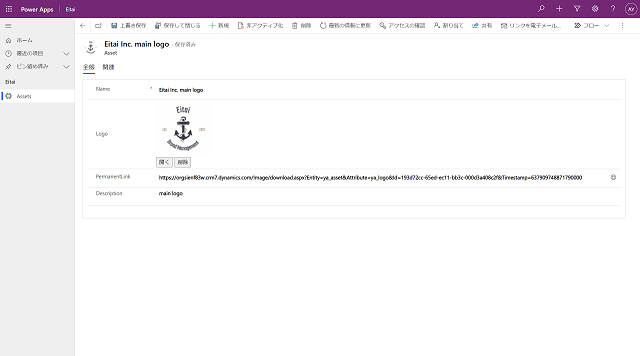 Power Apps Eitai AY
上書き保存 保存して閉じる 新規 非アクティブ化 削除 最新の情報に更新 アクセスの確認 割り当て 共有 リンクを電子メール... フロー
ホーム
最近の項目
ピン留め済み
Eitai
Assets
Eitai Inc. main logo - 保存済み
Asset
全般 関連
Name * Eitai Inc. main logo
Logo
Eitai
Brand Management
開く 削除
PermanentLink https://orgsienf83w.crm7.dynamics.com/Image/download.aspx?Entity=ya_asset&Attribute=ya_logo&Id=193d72cc-65ed-ec11-bb3c-000d3a408c2f&Timestamp=637909748871790000
Description main logo